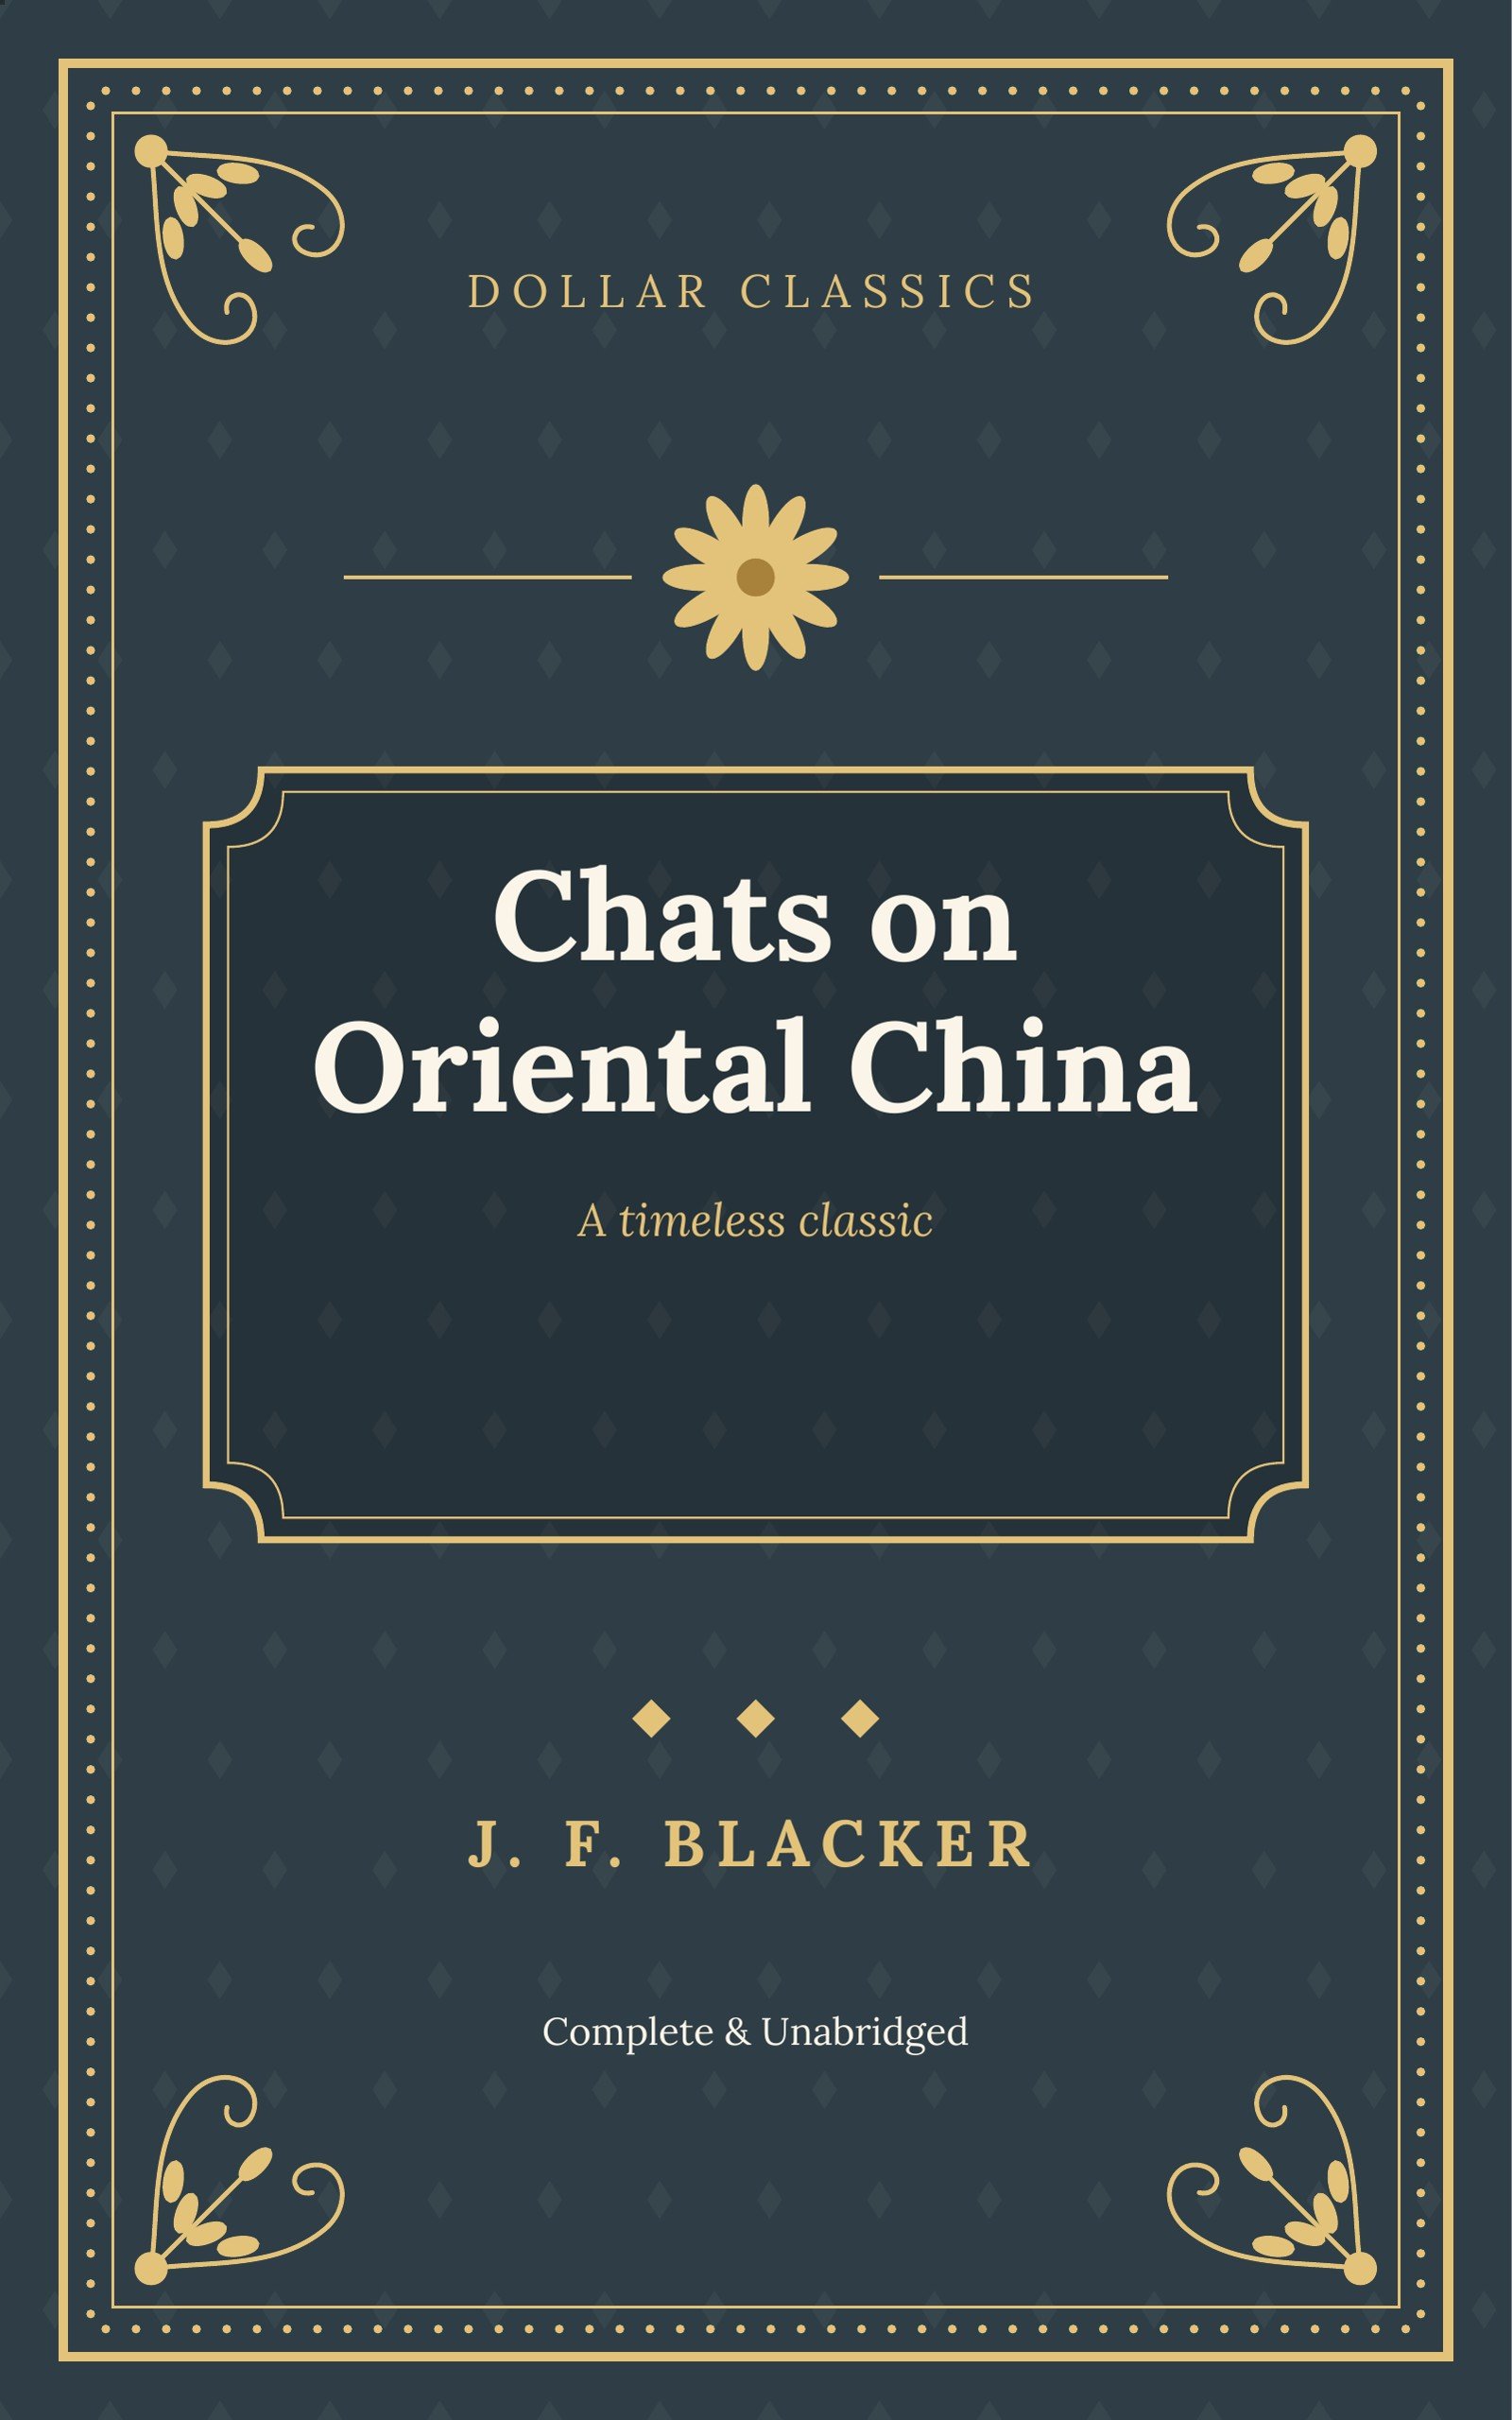 DOLLAR CLASSICS
Chats on
Oriental China
A timeless classic
J. F. BLACKER
Complete & Unabridged